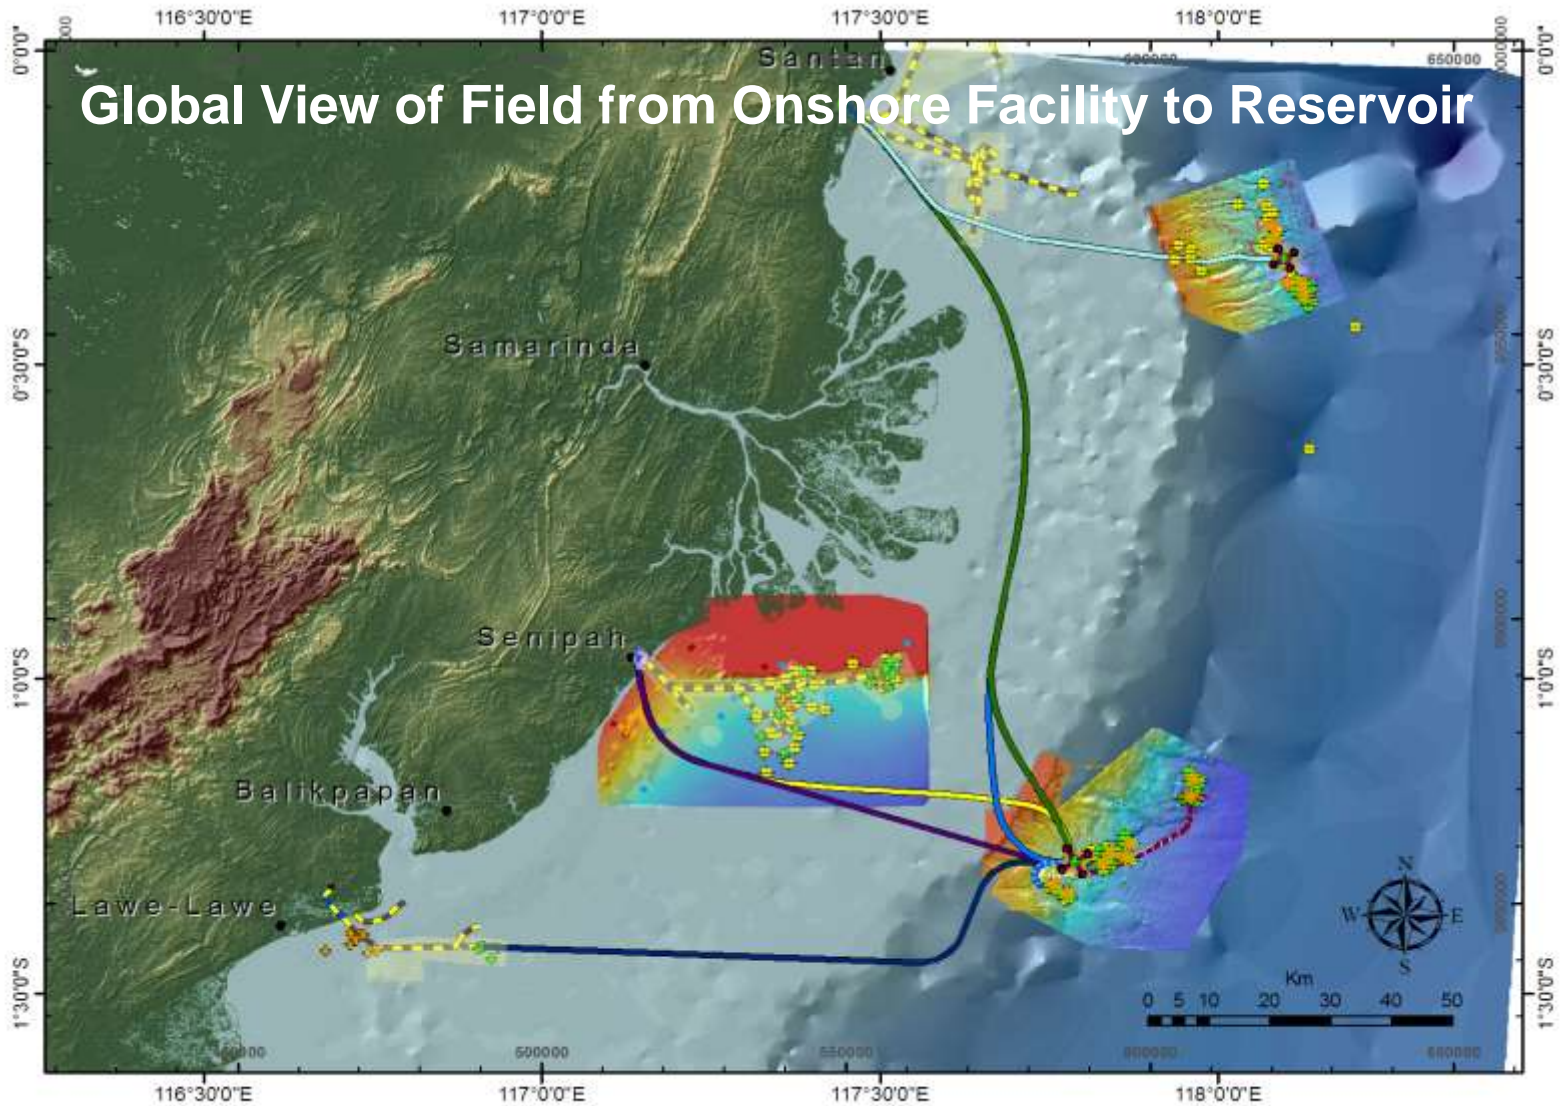 116°30'0"E 117°0'0"E 117°30'0"E 118°0'0"E
0°0'0" 0°0'0"
Santan
600000 650000
Global View of Field from Onshore Facility to Reservoir
Samarinda
0°30'0"S 0°30'0"S
Senipah
1°0'0"S 1°0'0"S
Balikpapan
Lawe-Lawe
N
W E
S
Km
0 5 10 20 30 40 50
1°30'0"S 1°30'0"S
500000 550000 600000 650000
116°30'0"E 117°0'0"E 117°30'0"E 118°0'0"E